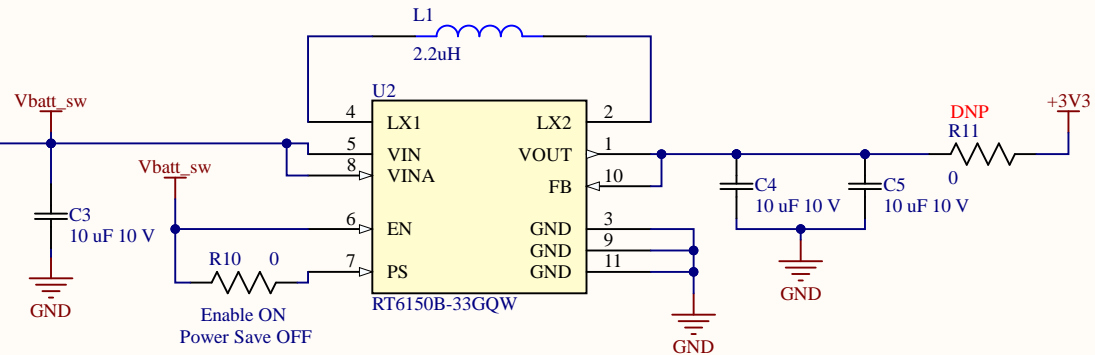 L1
2.2uH
U2
Vbatt_sw
4
LX1
LX2
2
DNP
+3V3
R11
5
VIN
VOUT
1
8
VINA
Vbatt_sw
FB
10
0
C4
10 uF 10 V
C5
10 uF 10 V
C3
10 uF 10 V
6
EN
GND
3
GND
9
R10
0
7
PS
GND
11
GND
RT6150B-33GQW
Enable ON
Power Save OFF
GND
GND